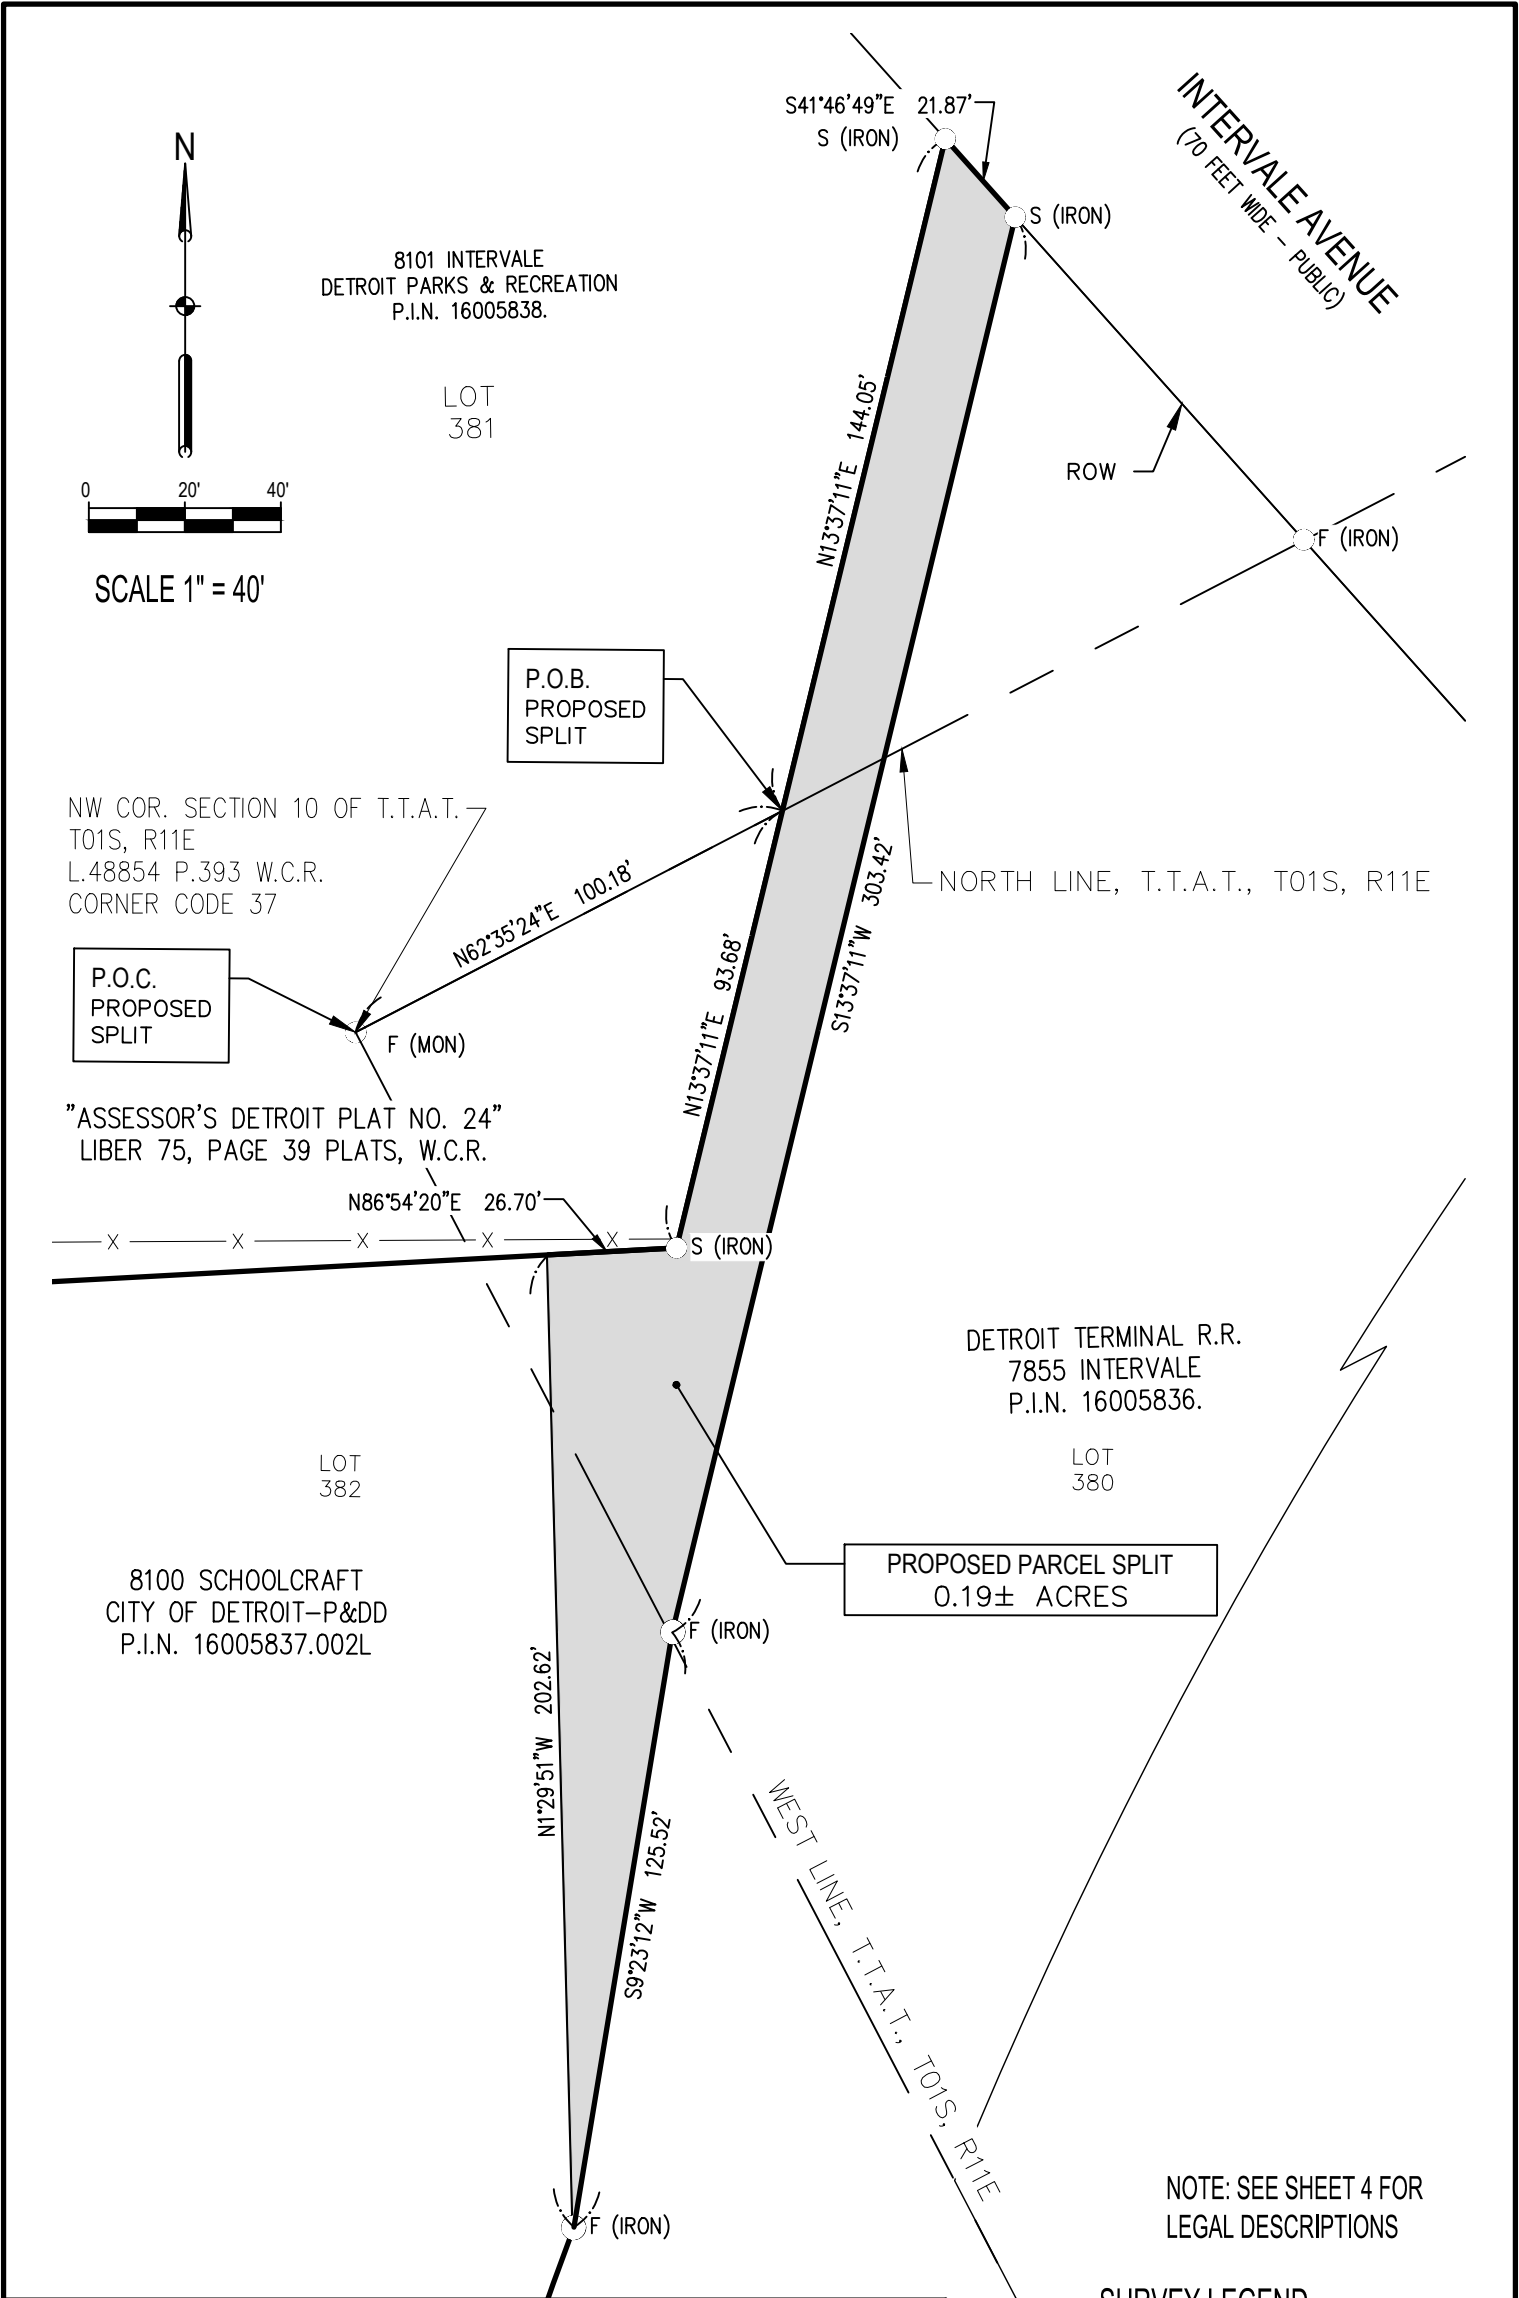 S41°46'49"E 21.87'
S (IRON)
S (IRON)
INTERVALE AVENUE
(70 FEET WIDE - PUBLIC)
N
8101 INTERVALE
DETROIT PARKS & RECREATION
P.I.N. 16005838.
LOT
381
0 20' 40'
SCALE 1" = 40'
N13°37'11"E 144.05'
ROW
F (IRON)
P.O.B.
PROPOSED
SPLIT
NW COR. SECTION 10 OF T.T.A.T.
T01S, R11E
L.48854 P.393 W.C.R.
CORNER CODE 37
N62°35'24"E 100.18'
NORTH LINE, T.T.A.T., T01S, R11E
S13°37'11"W 303.42'
N13°37'11"E 93.68'
P.O.C.
PROPOSED
SPLIT
F (MON)
"ASSESSOR'S DETROIT PLAT NO. 24"
LIBER 75, PAGE 39 PLATS, W.C.R.
N86°54'20"E 26.70'
X X X X X
S (IRON)
DETROIT TERMINAL R.R.
7855 INTERVALE
P.I.N. 16005836.
LOT
380
LOT
382
PROPOSED PARCEL SPLIT
0.19± ACRES
8100 SCHOOLCRAFT
CITY OF DETROIT-P&DD
P.I.N. 16005837.002L
F (IRON)
N1°29'51"W 202.62'
S9°23'12"W 125.52'
WEST LINE, T.T.A.T., T01S, R11E
F (IRON)
NOTE: SEE SHEET 4 FOR
LEGAL DESCRIPTIONS
SURVEY LEGEND